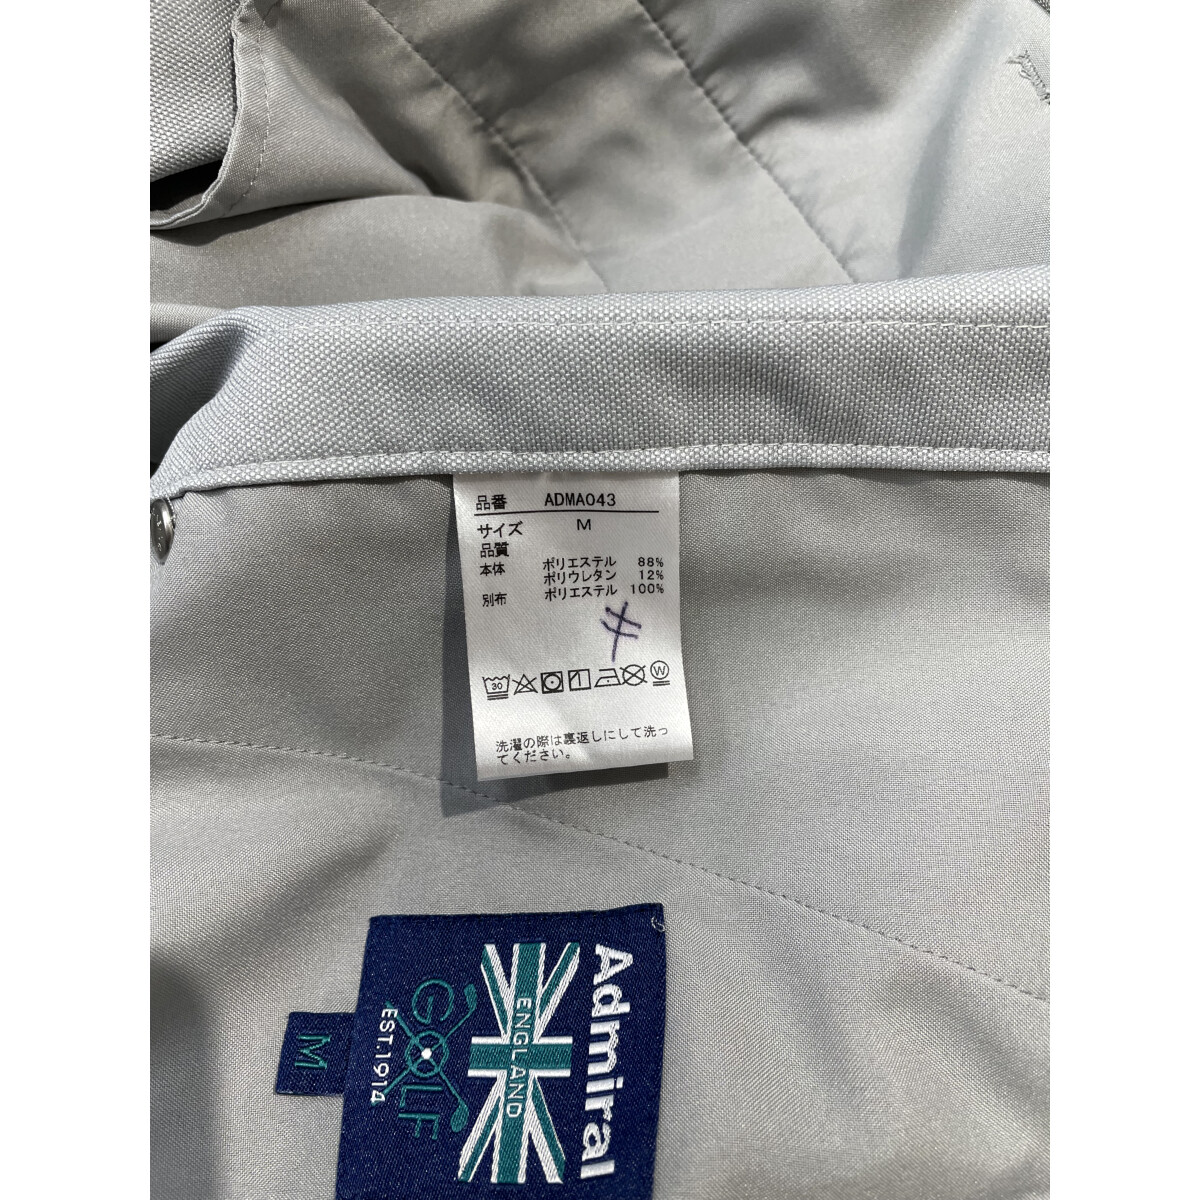 品番 ADMA043
サイズ M
品質
本体 ポリエステル 88%
ポリウレタン 12%
別布 ポリエステル 100%
30
W
洗濯の際は裏返しにして洗っ
てください。
Admiral
ENGLAND
GOLF
EST.1914
M